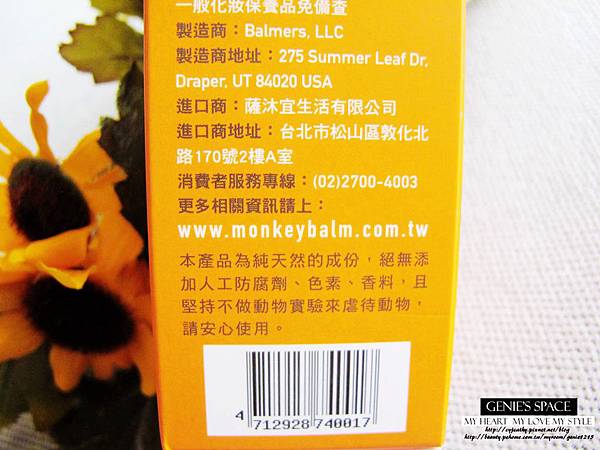 一般化妝保養品免備查
製造商：Balmers, LLC
製造商地址：275 Summer Leaf Dr,
Draper, UT 84020 USA
進口商：薩沐宜生活有限公司
進口商地址：台北市松山區敦化北
路170號2樓A室
消費者服務專線：(02)2700-4003
更多相關資訊請上：
www.monkeybalm.com.tw
本產品為純天然的成份，絕無添
加人工防腐劑、色素、香料，且
堅持不做動物實驗來虐待動物，
請安心使用。
4 712928 740017
GENIE'S SPACE
MY HEART MY LOVE MY STYLE